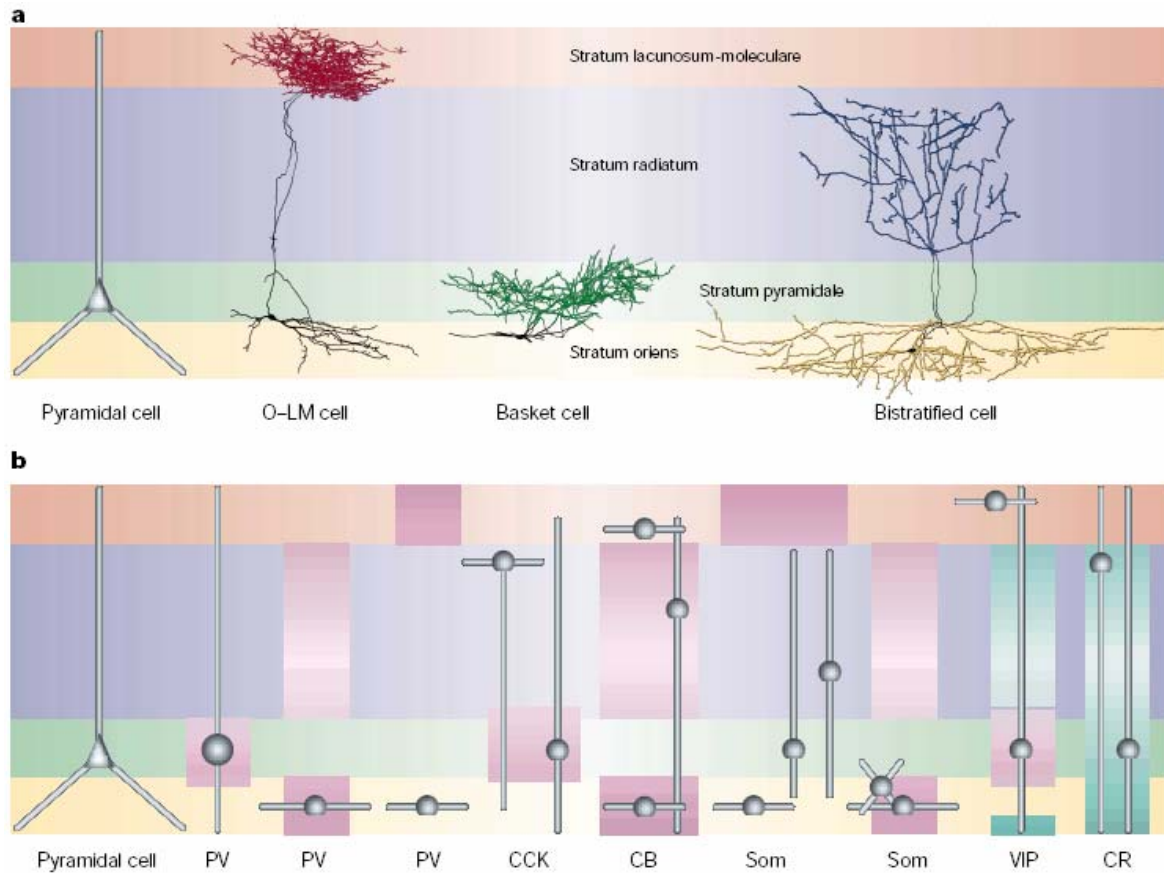 a
Stratum lacunosum-moleculare
Stratum radiatum
Stratum pyramidale
Stratum oriens
Pyramidal cell O–LM cell Basket cell Bistratified cell
b
Pyramidal cell PV PV PV CCK CB Som Som VIP CR